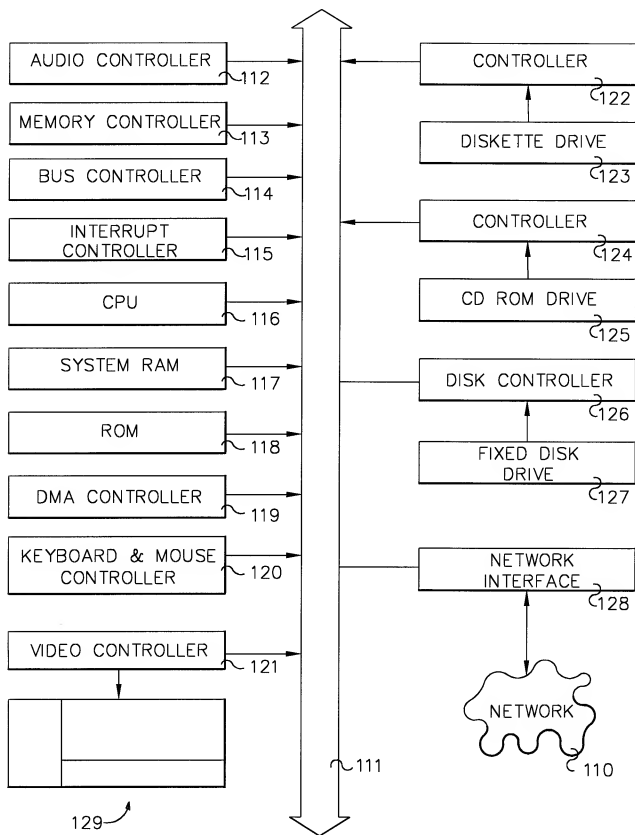 AUDIO CONTROLLER
112
MEMORY CONTROLLER
113
BUS CONTROLLER
114
INTERRUPT
CONTROLLER
115
CPU
116
SYSTEM RAM
117
ROM
118
DMA CONTROLLER
119
KEYBOARD & MOUSE
CONTROLLER
120
VIDEO CONTROLLER
121
129
111
CONTROLLER
122
DISKETTE DRIVE
123
CONTROLLER
124
CD ROM DRIVE
125
DISK CONTROLLER
126
FIXED DISK
DRIVE
127
NETWORK
INTERFACE
128
NETWORK
110